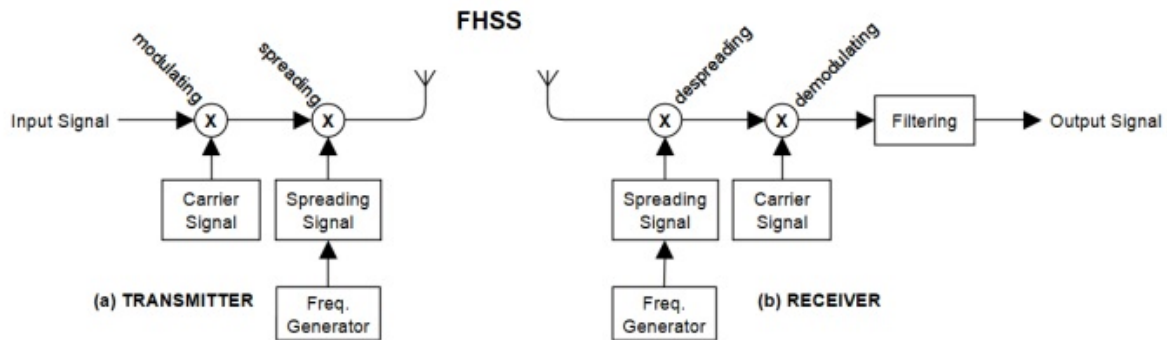 FHSS
modulating
spreading
despreading
demodulating
Input Signal
X
X
X
X
Filtering
Output Signal
Carrier
Signal
Spreading
Signal
Spreading
Signal
Carrier
Signal
(a) TRANSMITTER
Freq.
Generator
Freq.
Generator
(b) RECEIVER